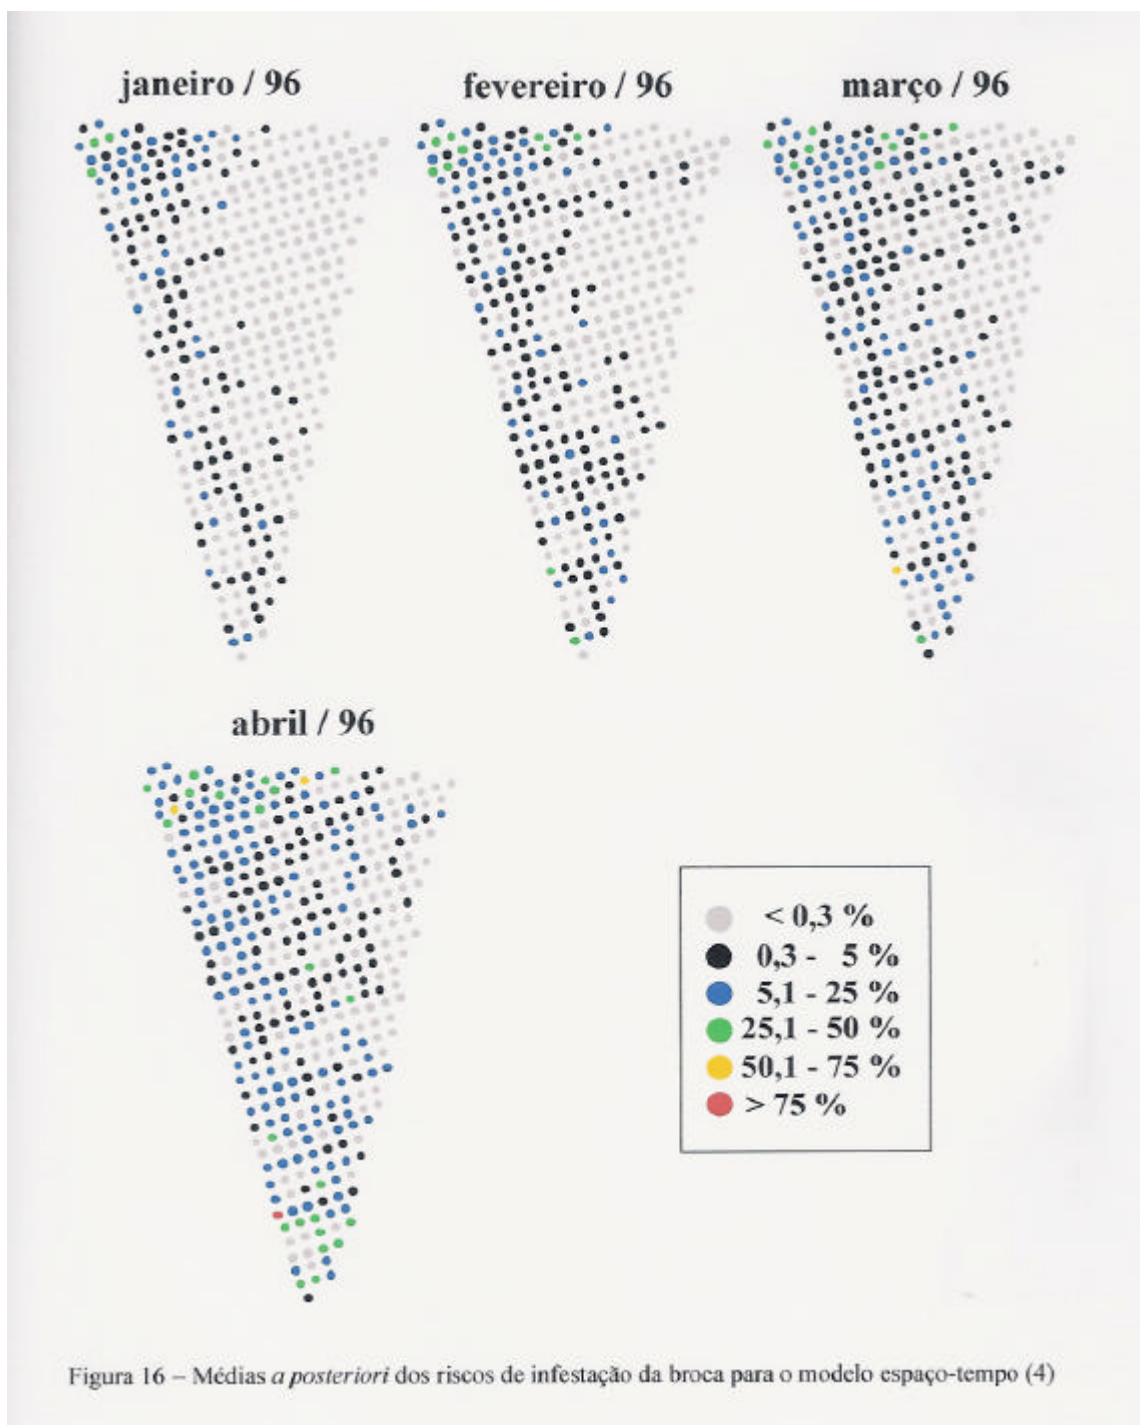 janeiro / 96
fevereiro / 96
março / 96
abril / 96
< 0,3 %
0,3 - 5 %
5,1 - 25 %
25,1 - 50 %
50,1 - 75 %
> 75 %
Figura 16 – Médias a posteriori dos riscos de infestação da broca para o modelo espaço-tempo (4)